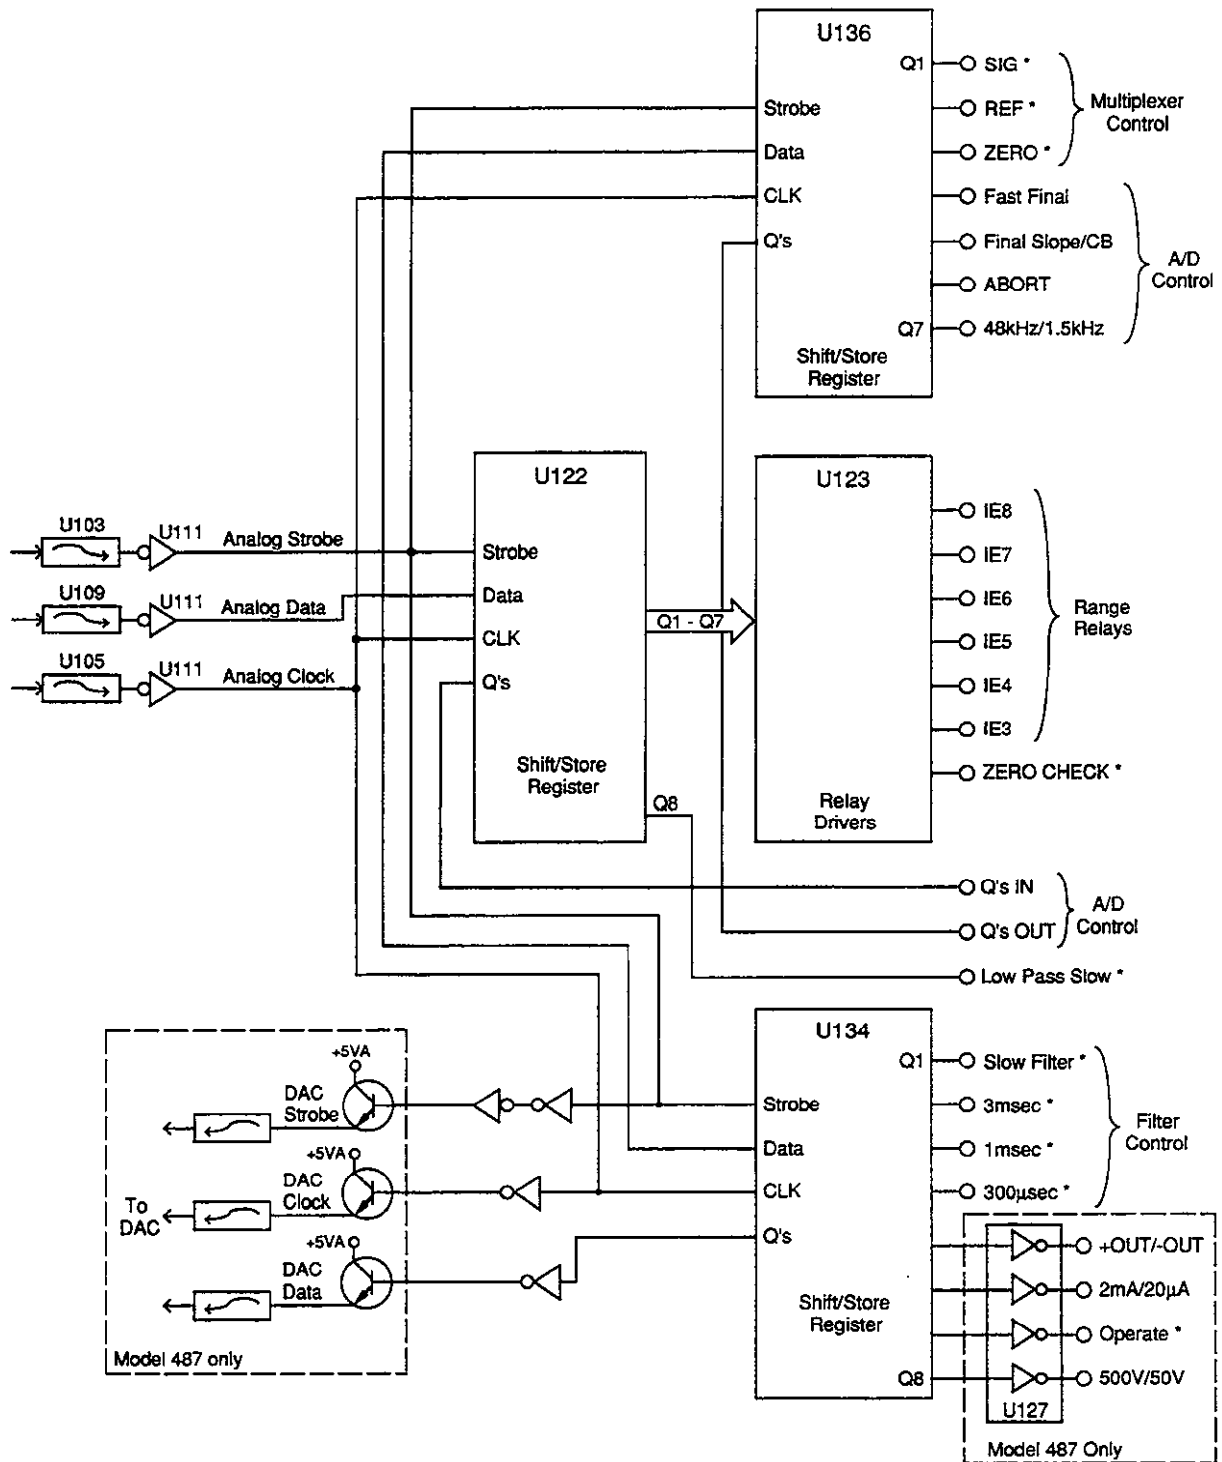 U136
Q1
SIG *
Strobe
REF *
Multiplexer
Control
Data
ZERO *
CLK
Fast Final
Q's
Final Slope/CB
A/D
Control
ABORT
Q7
48kHz/1.5kHz
Shift/Store
Register
U122
U123
IE8
U103
U111
Analog Strobe
Strobe
IE7
U109
U111
Analog Data
Data
IE6
Q1 - Q7
Range
Relays
CLK
IE5
U105
U111
Analog Clock
Q's
IE4
IE3
Shift/Store
Register
ZERO CHECK *
Q8
Relay
Drivers
Q's IN
A/D
Control
Q's OUT
Low Pass Slow *
U134
Q1
Slow Filter *
+5VA
DAC
Strobe
Strobe
3msec *
Filter
Control
Data
1msec *
+5VA
DAC
Clock
CLK
300µsec *
To
DAC
Q's
+OUT/-OUT
+5VA
DAC
Data
2mA/20µA
Shift/Store
Register
Operate *
Model 487 only
Q8
500V/50V
U127
Model 487 Only